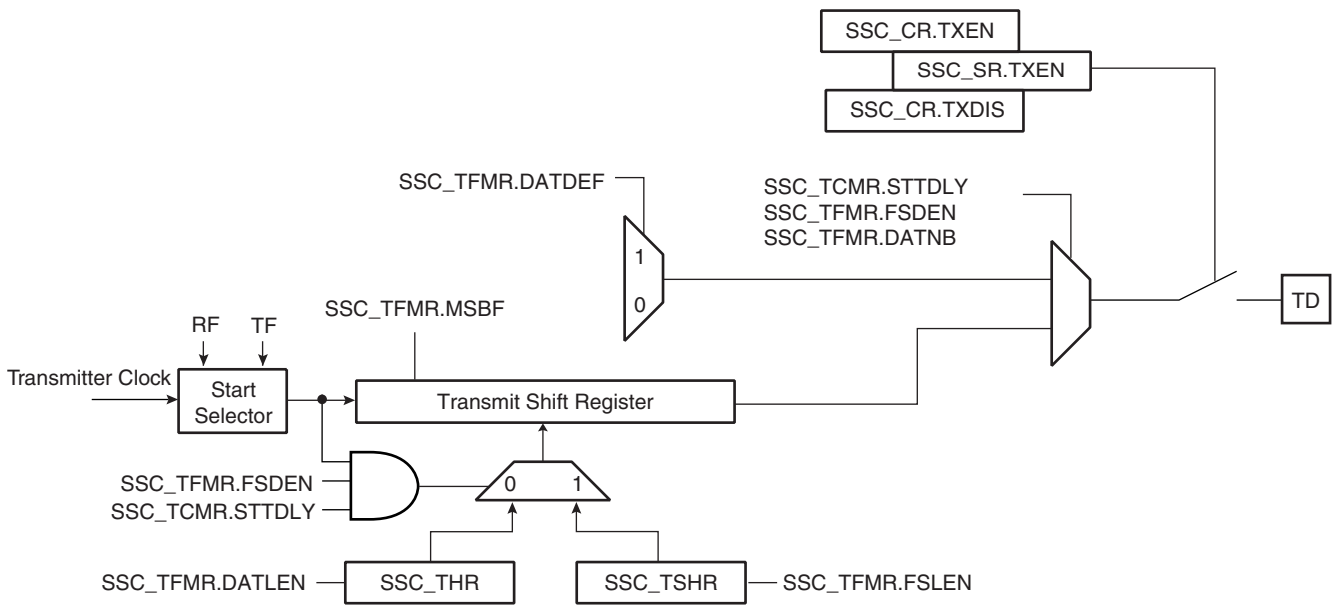 SSC_CR.TXEN
SSC_SR.TXEN
SSC_CR.TXDIS
SSC_TFMR.DATDEF
SSC_TCMR.STTDLY
SSC_TFMR.FSDEN
SSC_TFMR.DATNB
1
0
TD
SSC_TFMR.MSBF
RF TF
Transmitter Clock
Start
Selector
Transmit Shift Register
SSC_TFMR.FSDEN
SSC_TCMR.STTDLY
0 1
SSC_TFMR.DATLEN
SSC_THR
SSC_TSHR
SSC_TFMR.FSLEN